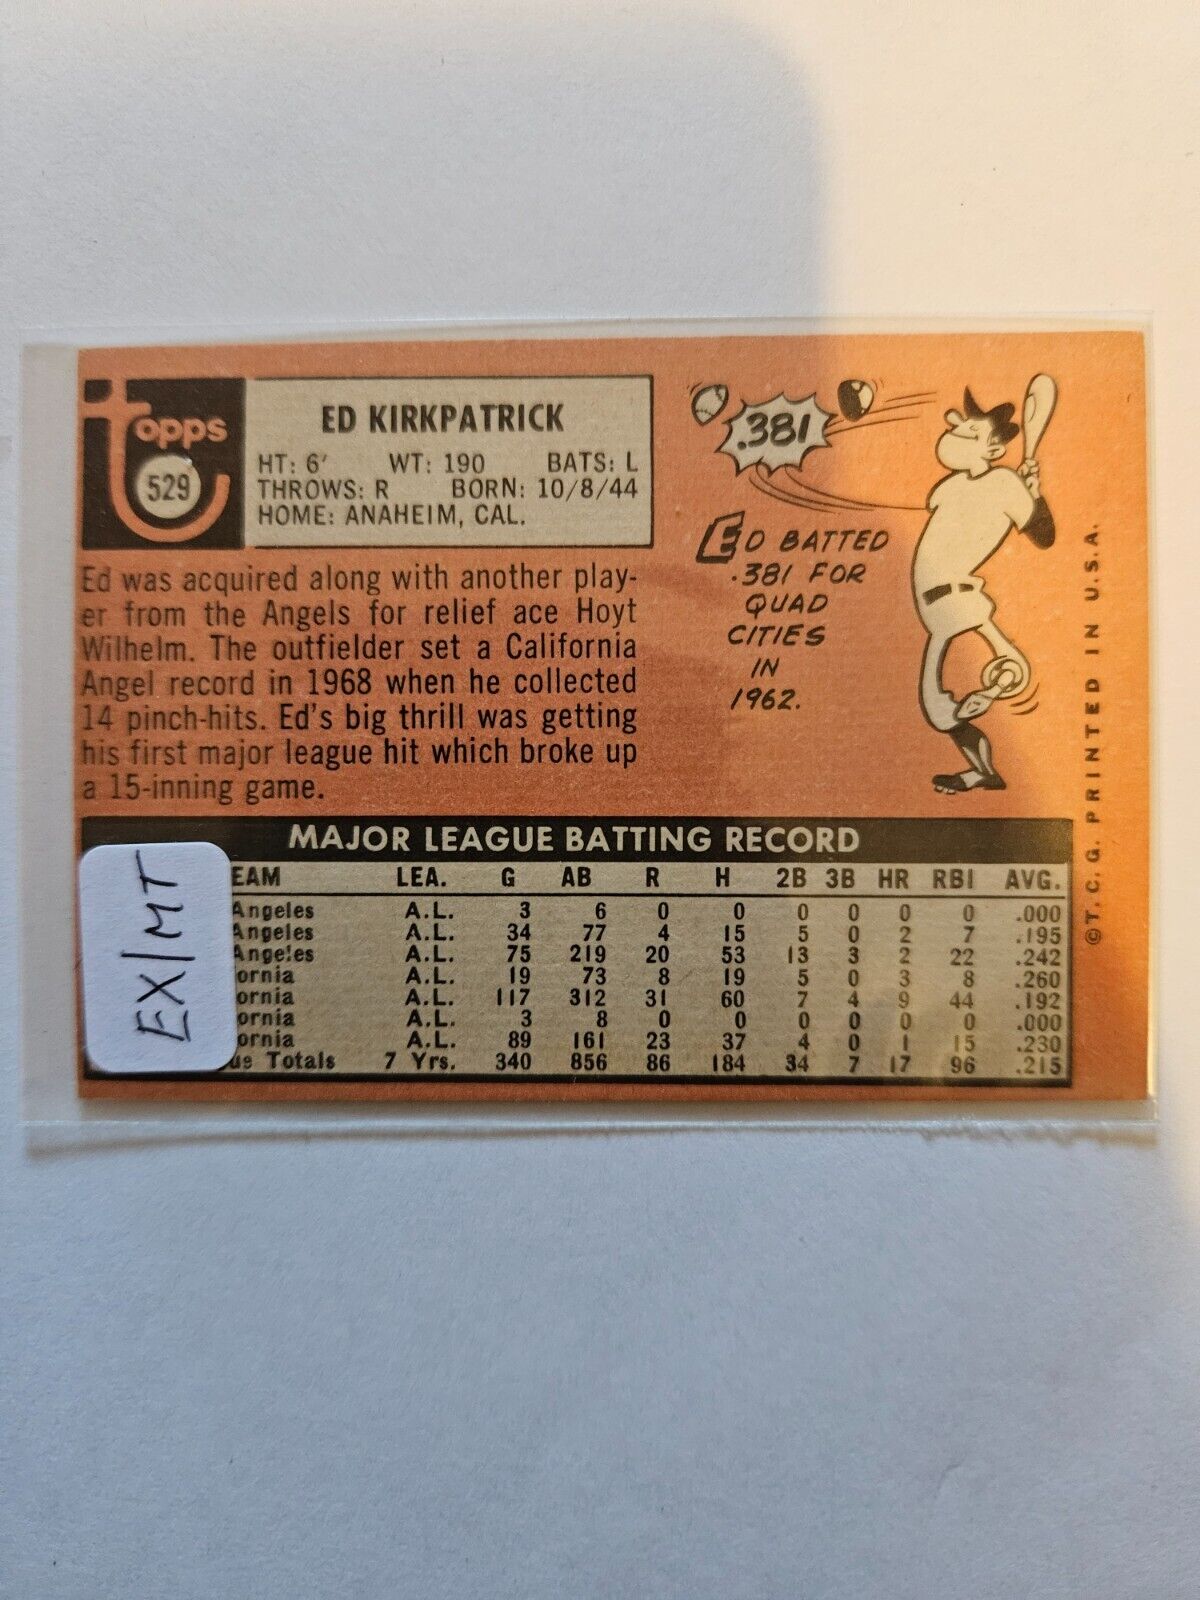 Topps
529
ED KIRKPATRICK
HT: 6' WT: 190 BATS: L
THROWS: R BORN: 10/8/44
HOME: ANAHEIM, CAL.
Ed was acquired along with another play-
er from the Angels for relief ace Hoyt
Wilhelm. The outfielder set a California
Angel record in 1968 when he collected
14 pinch-hits. Ed's big thrill was getting
his first major league hit which broke up
a 15-inning game.
.381
ED BATTED
.381 FOR
QUAD
CITIES
IN
1962.
©T.C.G. PRINTED IN U.S.A.
MAJOR LEAGUE BATTING RECORD
EAM LEA. G AB R H 2B 3B HR RBI AVG.
Angeles A.L. 3 6 0 0 0 0 0 0 .000
Angeles A.L. 34 77 4 15 5 0 2 7 .195
Angeles A.L. 75 219 20 53 13 3 2 22 .242
ornia A.L. 19 73 8 19 5 0 3 8 .260
ornia A.L. 117 312 31 60 7 4 9 44 .192
ornia A.L. 3 8 0 0 0 0 0 0 .000
ornia A.L. 89 161 23 37 4 0 1 15 .230
ue Totals 7 Yrs. 340 856 86 184 34 7 17 96 .215
EX/MT